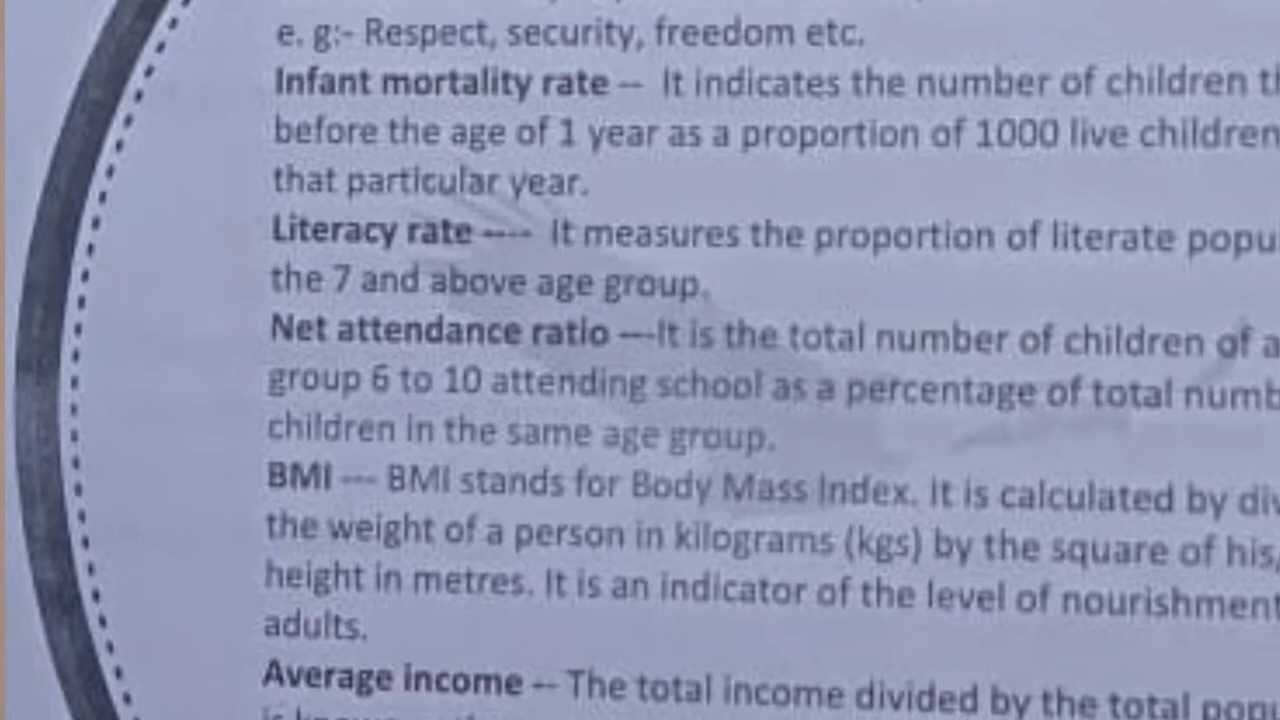 e. g:- Respect, security, freedom etc.
Infant mortality rate -- It indicates the number of children
before the age of 1 year as a proportion of 1000 live children
that particular year.
Literacy rate ---- It measures the proportion of literate
the 7 and above age group.
Net attendance ratio ---It is the total number of children of
group 6 to 10 attending school as a percentage of total
children in the same age group.
BMI --- BMI stands for Body Mass Index. It is calculated by
the weight of a person in kilograms (kgs) by the square of his/
height in metres. It is an indicator of the level of nourishment
adults.
Average income -- The total income divided by the total